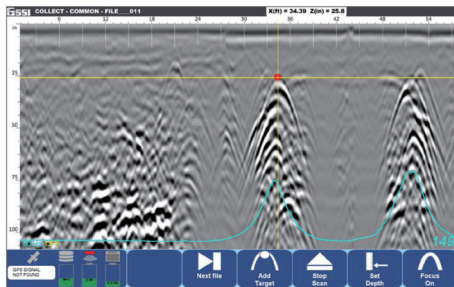 GSSI COLLECT - COMMON - FILE___011
X(ft) = 34.39 Z(in) = 25.8
in 6 12 18 24 30 36 42 48 54
25
50
75
100
149
GPS SIGNAL NOT FOUND
Next file
Add Target
Stop Scan
Set Depth
Focus On